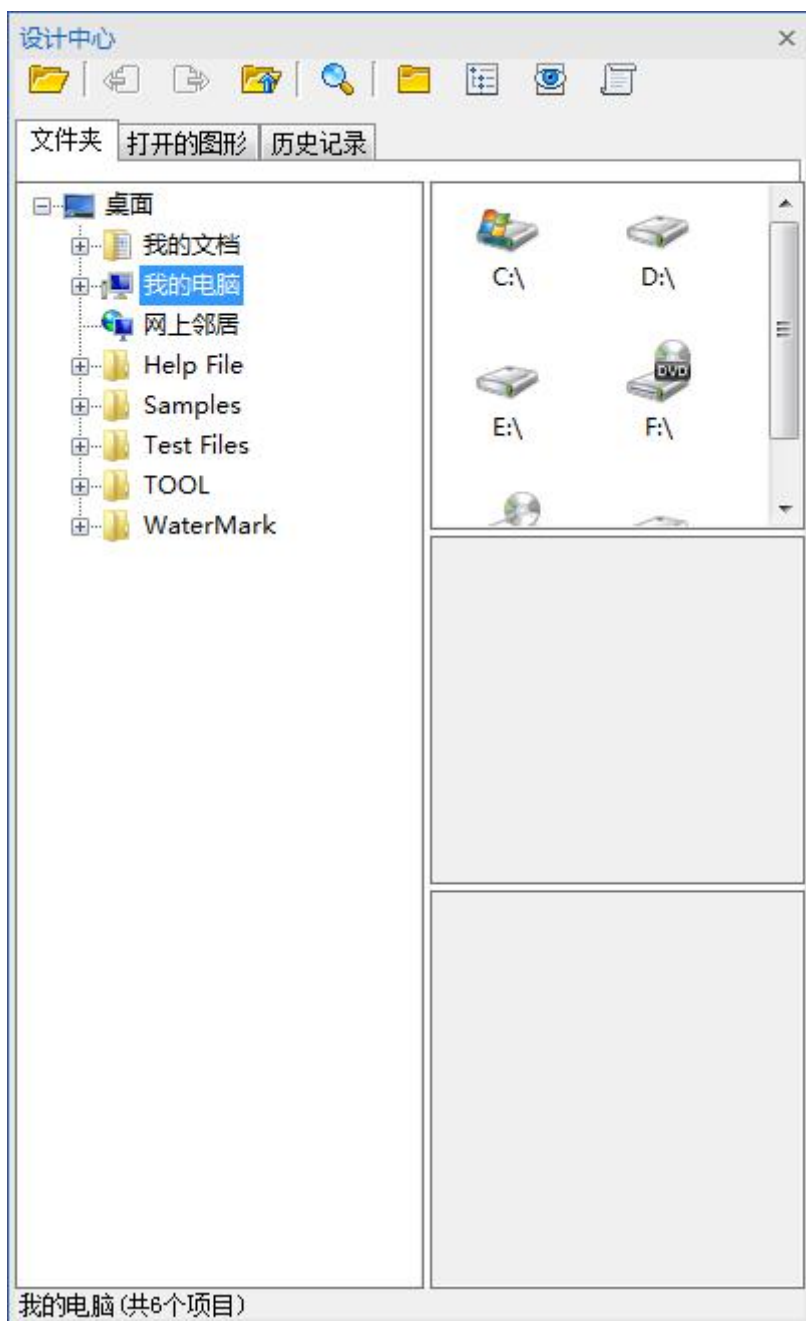 设计中心
文件夹 打开的图形 历史记录
桌面
我的文档
我的电脑
网上邻居
Help File
Samples
Test Files
TOOL
WaterMark
C:\ D:\
E:\ F:\
DVD
我的电脑(共6个项目)